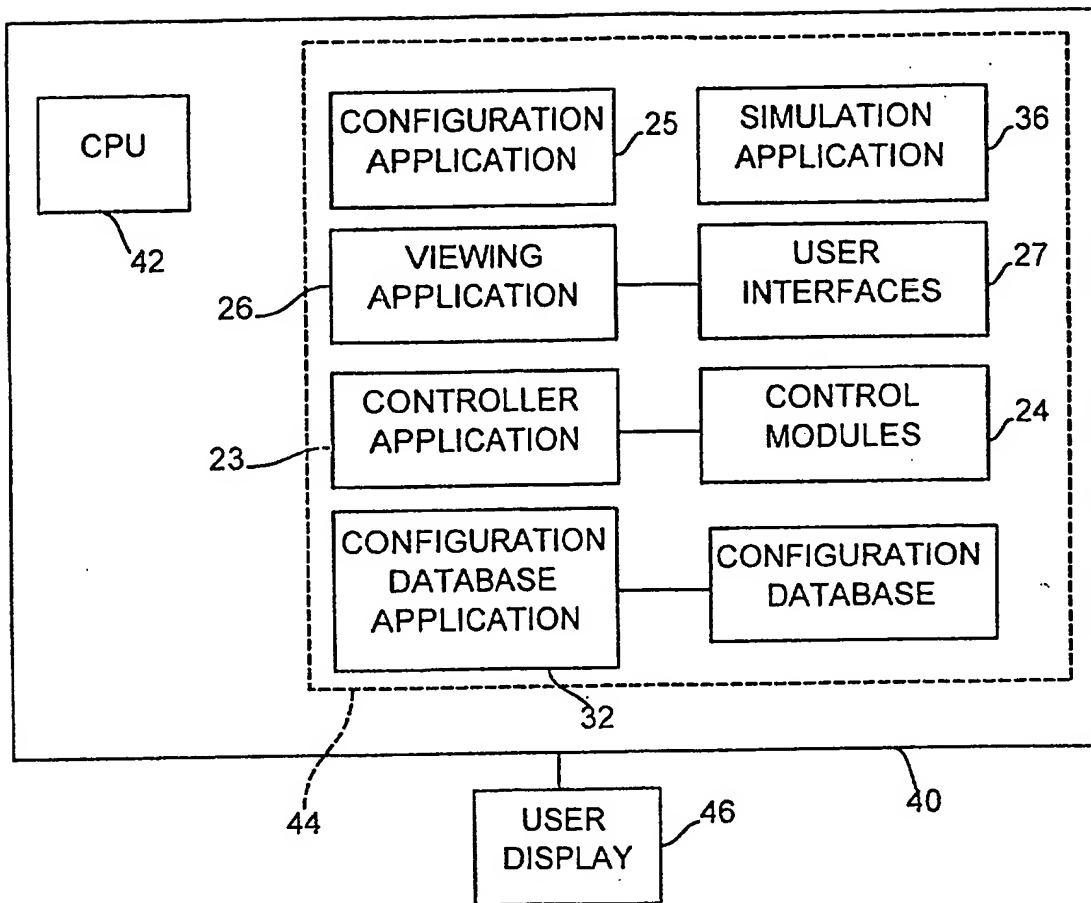 CPU
42
CONFIGURATION
APPLICATION
25
SIMULATION
APPLICATION
36
VIEWING
APPLICATION
26
USER
INTERFACES
27
CONTROLLER
APPLICATION
23
CONTROL
MODULES
24
CONFIGURATION
DATABASE
APPLICATION
32
CONFIGURATION
DATABASE
44
40
USER
DISPLAY
46